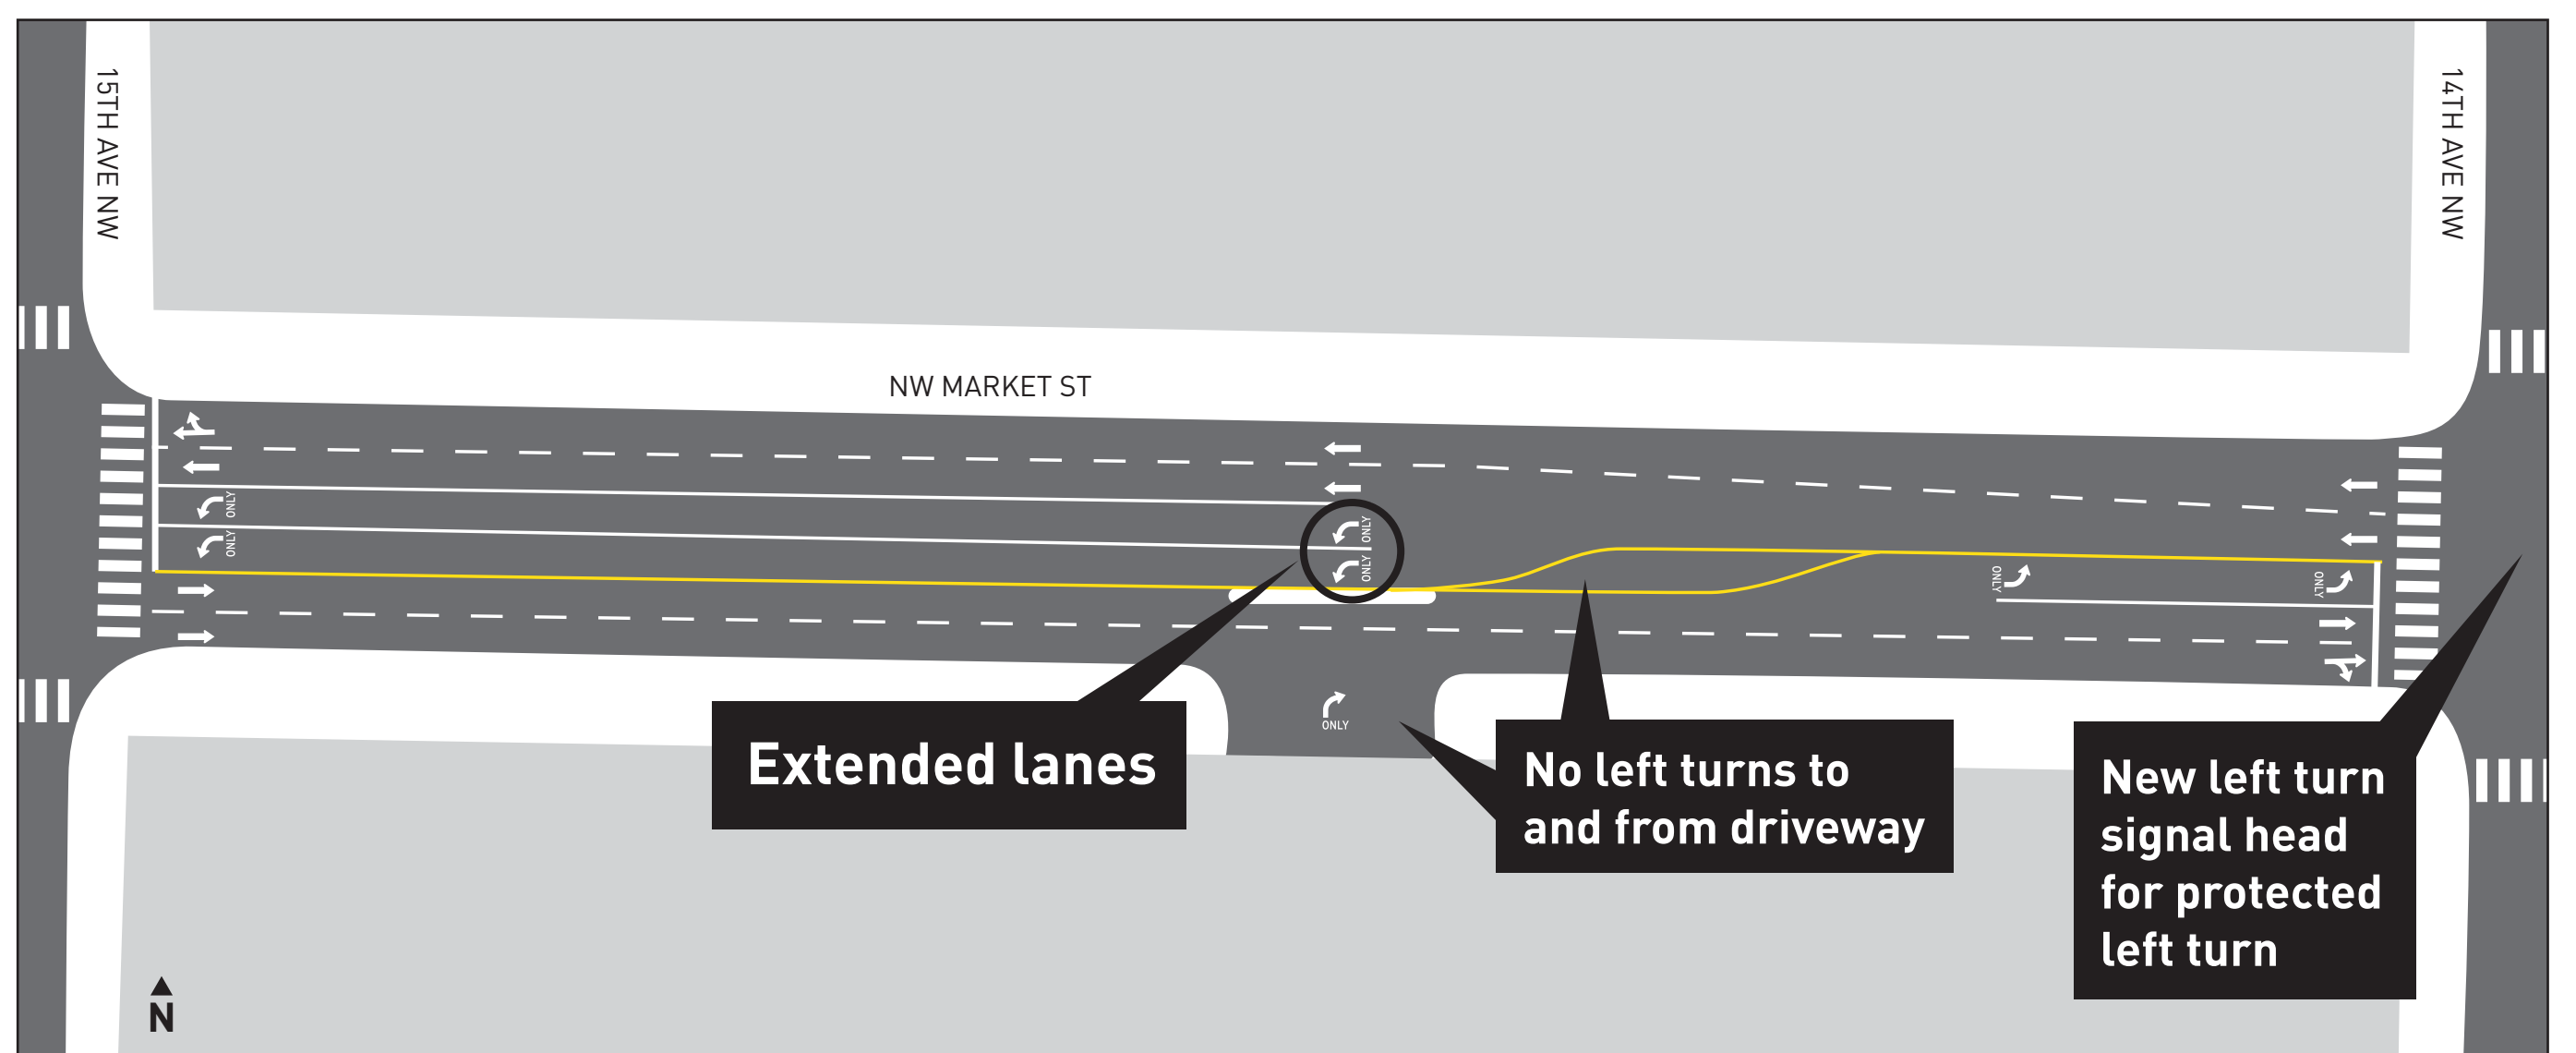 15TH AVE NW
14TH AVE NW
NW MARKET ST
ONLY
ONLY
ONLY
ONLY
ONLY
ONLY
ONLY
Extended lanes
No left turns to
and from driveway
New left turn
signal head
for protected
left turn
N